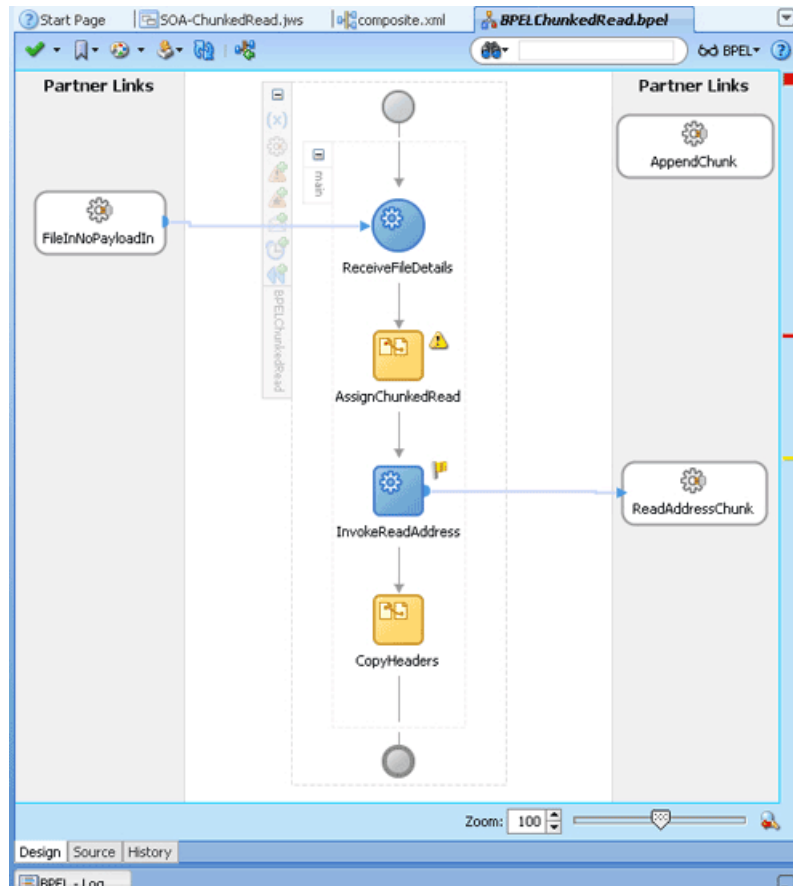 Start Page
SOA-ChunkedRead.jws
composite.xml
BPELChunkedRead.bpel
BPEL
Partner Links
Partner Links
AppendChunk
main
FileInNoPayloadIn
ReceiveFileDetails
BPELChunkedRead
AssignChunkedRead
InvokeReadAddress
ReadAddressChunk
CopyHeaders
Zoom: 100
Design Source History
BPEL - Log